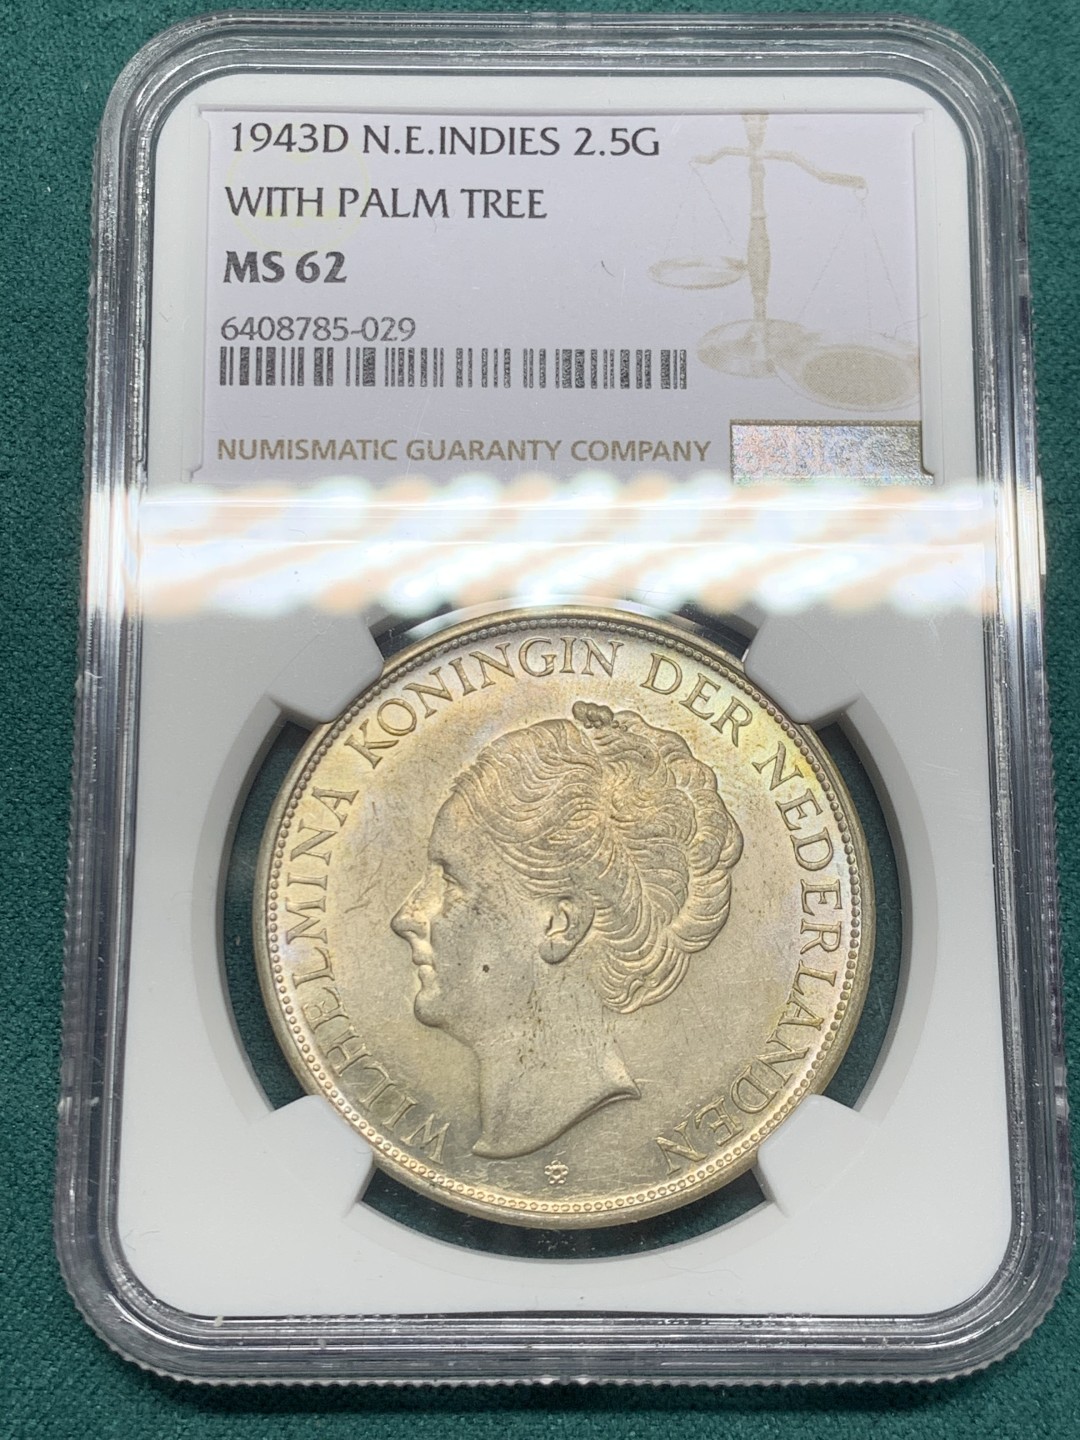 1943D N.E.INDIES 2.5G
WITH PALM TREE
MS 62
6408785-029
NUMISMATIC GUARANTY COMPANY
WILHELMINA KONINGIN DER NEDERLANDEN